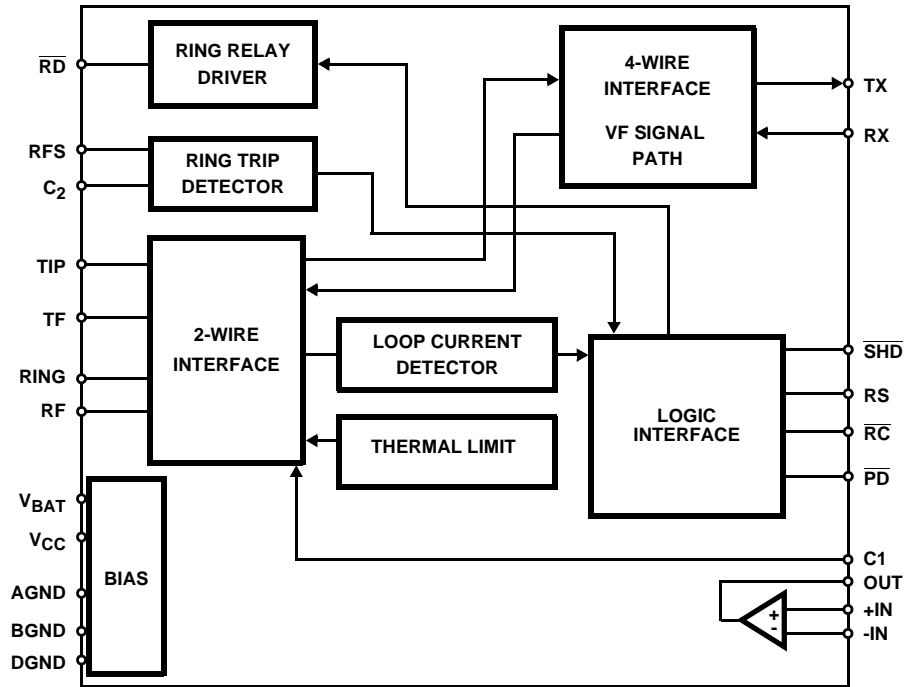 RING RELAY
DRIVER
4-WIRE
INTERFACE
VF SIGNAL
PATH
RD
TX
RX
RFS
C2
RING TRIP
DETECTOR
TIP
TF
RING
RF
2-WIRE
INTERFACE
LOOP CURRENT
DETECTOR
THERMAL LIMIT
LOGIC
INTERFACE
SHD
RS
RC
PD
VBAT
VCC
AGND
BGND
DGND
BIAS
C1
OUT
+IN
-IN
+
-